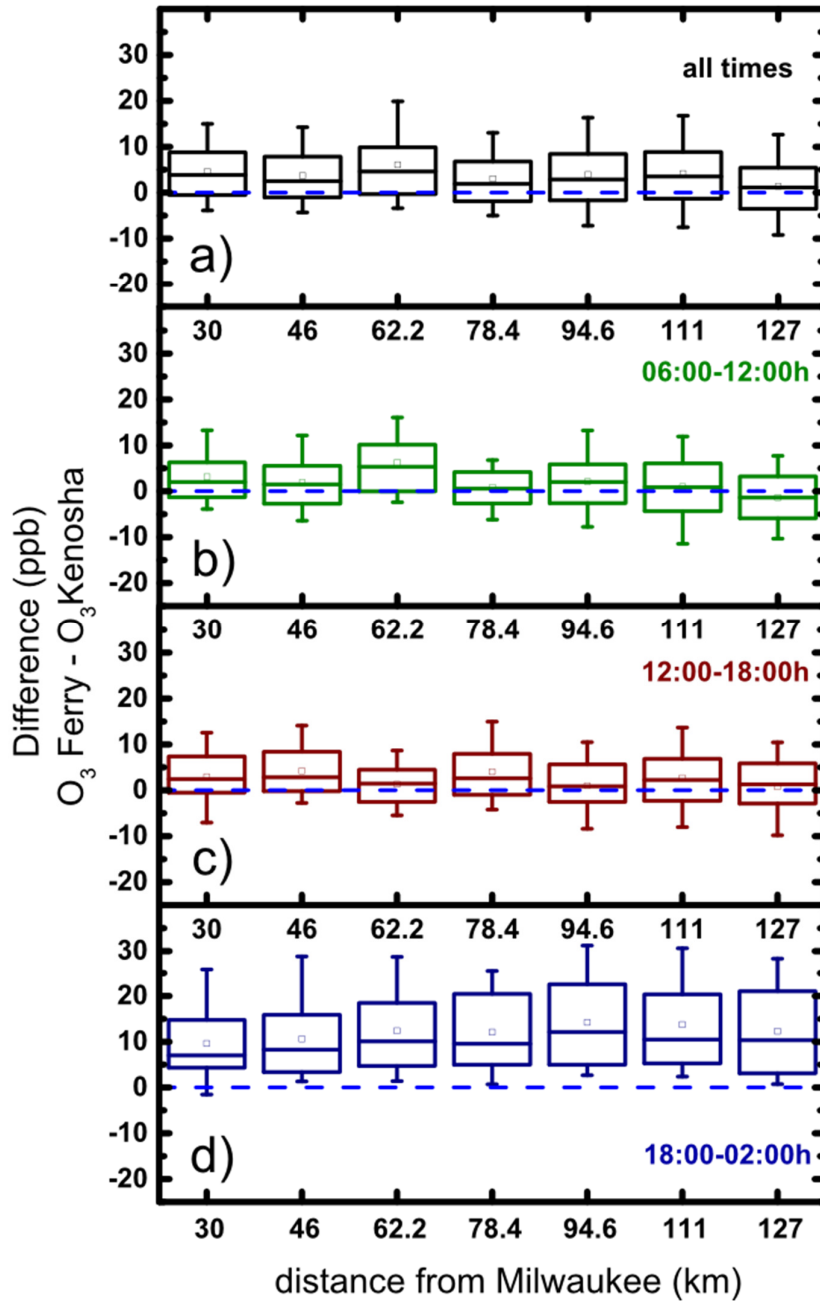 Difference (ppb)
O3 Ferry - O3Kenosha
30
20
10
0
-10
-20
all times
a)
30 46 62.2 78.4 94.6 111 127
30
20
10
0
-10
-20
06:00-12:00h
b)
30 46 62.2 78.4 94.6 111 127
30
20
10
0
-10
-20
12:00-18:00h
c)
30 46 62.2 78.4 94.6 111 127
30
20
10
0
-10
-20
d)
18:00-02:00h
30 46 62.2 78.4 94.6 111 127
distance from Milwaukee (km)